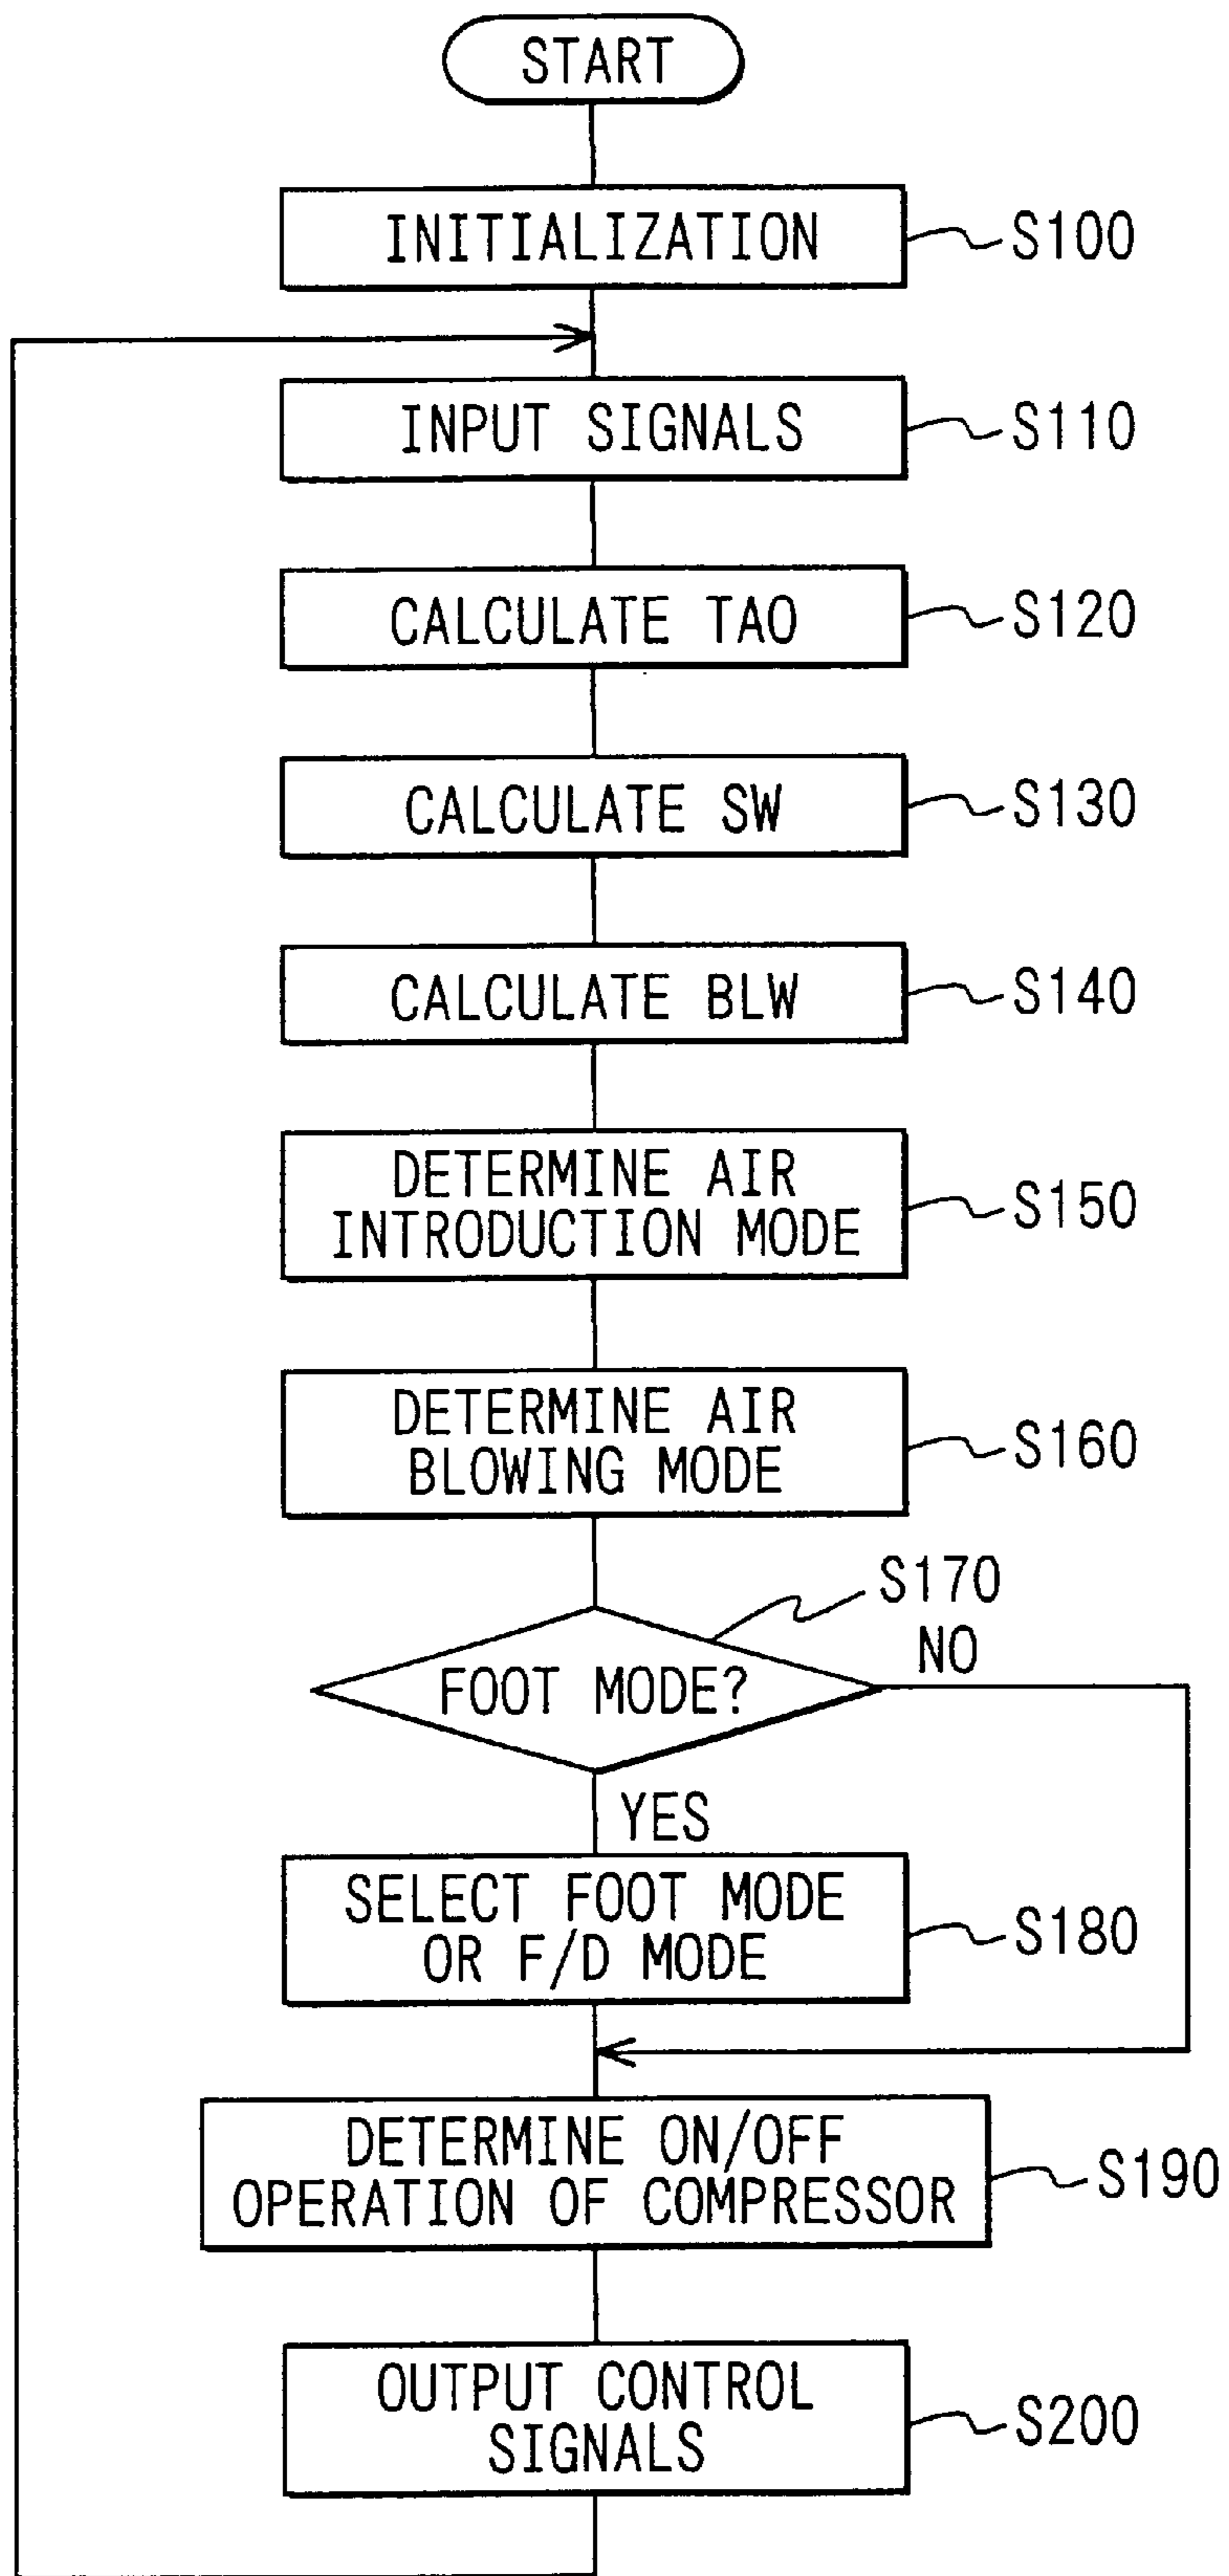 START
INITIALIZATION
S100
INPUT SIGNALS
S110
CALCULATE TAO
S120
CALCULATE SW
S130
CALCULATE BLW
S140
DETERMINE AIR
INTRODUCTION MODE
S150
DETERMINE AIR
BLOWING MODE
S160
S170
FOOT MODE?
NO
YES
SELECT FOOT MODE
OR F/D MODE
S180
DETERMINE ON/OFF
OPERATION OF COMPRESSOR
S190
OUTPUT CONTROL
SIGNALS
S200